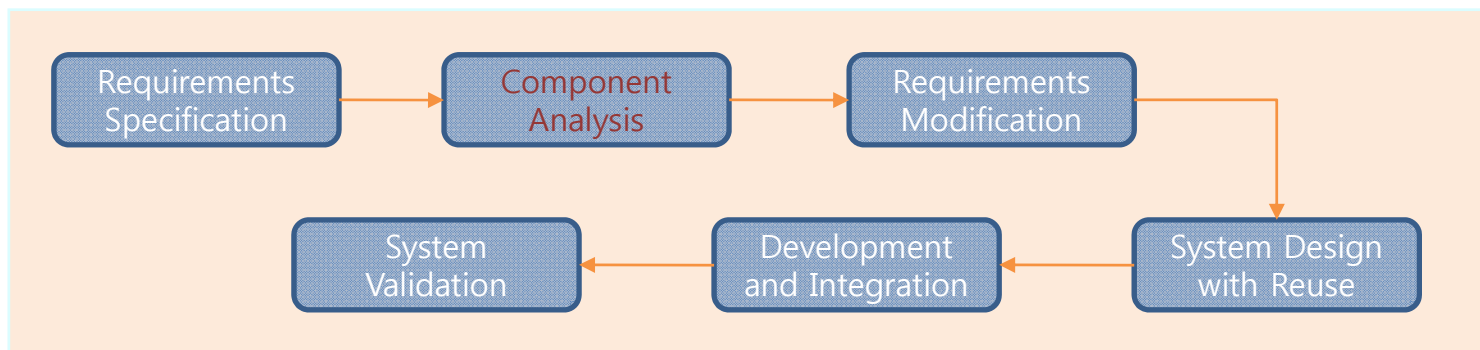 Requirements
Specification
Component
Analysis
Requirements
Modification
System Design
with Reuse
Development
and Integration
System
Validation